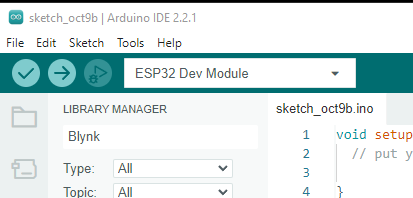 sketch_oct9b | Arduino IDE 2.2.1
File Edit Sketch Tools Help
ESP32 Dev Module
LIBRARY MANAGER
Blynk
Type: All
Topic: All
sketch_oct9b.ino
1 void setup
2 // put y
3
4 }